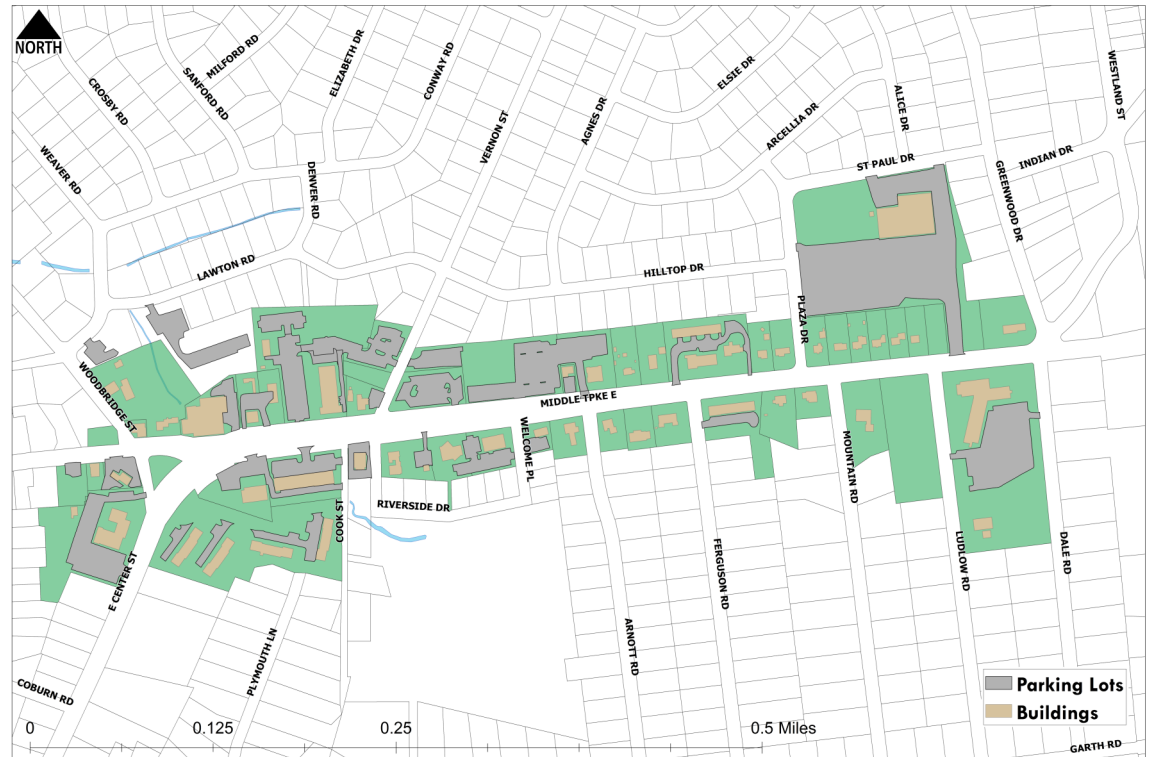 NORTH
CROSBY RD
SANFORD RD
MILFORD RD
ELIZABETH DR
CONWAY RD
VERNON ST
AGNES DR
ELSIE DR
ARCELLIA DR
ALICE DR
WESTLAND ST
WEAVER RD
DENVER RD
ST PAUL DR
INDIAN DR
GREENWOOD DR
LAWTON RD
HILLTOP DR
PLAZA DR
WOODBRIDGE ST
MIDDLE TPKE E
WELCOME PL
MOUNTAIN RD
RIVERSIDE DR
COOK ST
E CENTER ST
FERGUSON RD
LUDLOW RD
DALE RD
PLYMOUTH LN
ARNOTT RD
COBURN RD
Parking Lots
Buildings
0 0.125 0.25 0.5 Miles
GARTH RD